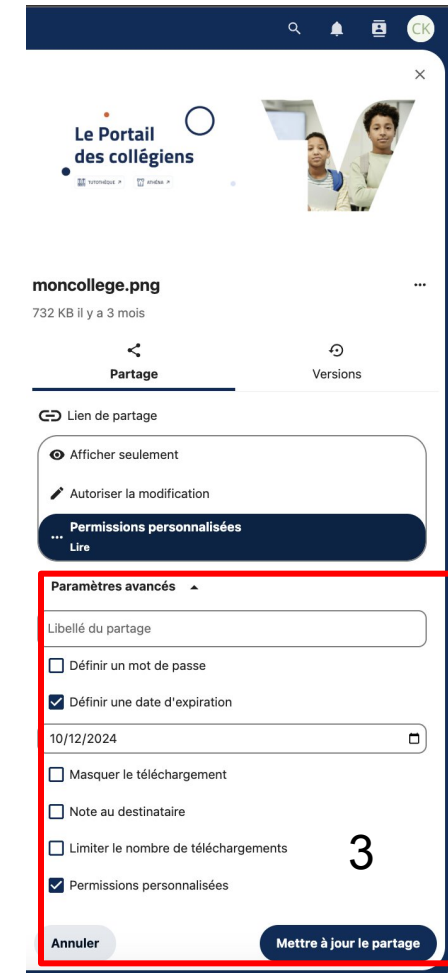 CK
Le Portail
des collégiens
TUTOTHÈQUE ↗ ATHÉNA ↗
moncollege.png
732 KB il y a 3 mois
Partage Versions
Lien de partage
Afficher seulement
Autoriser la modification
Permissions personnalisées
Lire
Paramètres avancés
Libellé du partage
Définir un mot de passe
Définir une date d'expiration
10/12/2024
Masquer le téléchargement
Note au destinataire
Limiter le nombre de téléchargements
3
Permissions personnalisées
Annuler Mettre à jour le partage